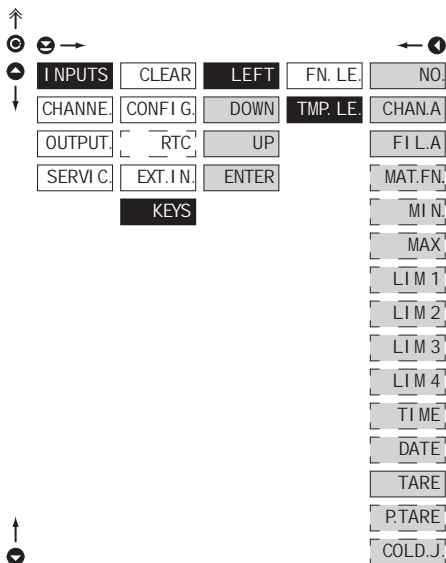 INPUTS CLEAR LEFT FN. LE. NO.
CHANNE. CONFIG. DOWN TMP. LE. CHAN.A
OUTPUT. RTC UP FIL.A
SERVIC. EXT.IN. ENTER MAT.FN.
KEYS MIN.
MAX
LIM 1
LIM 2
LIM 3
LIM 4
TIME
DATE
TARE
P.TARE
COLD.J.